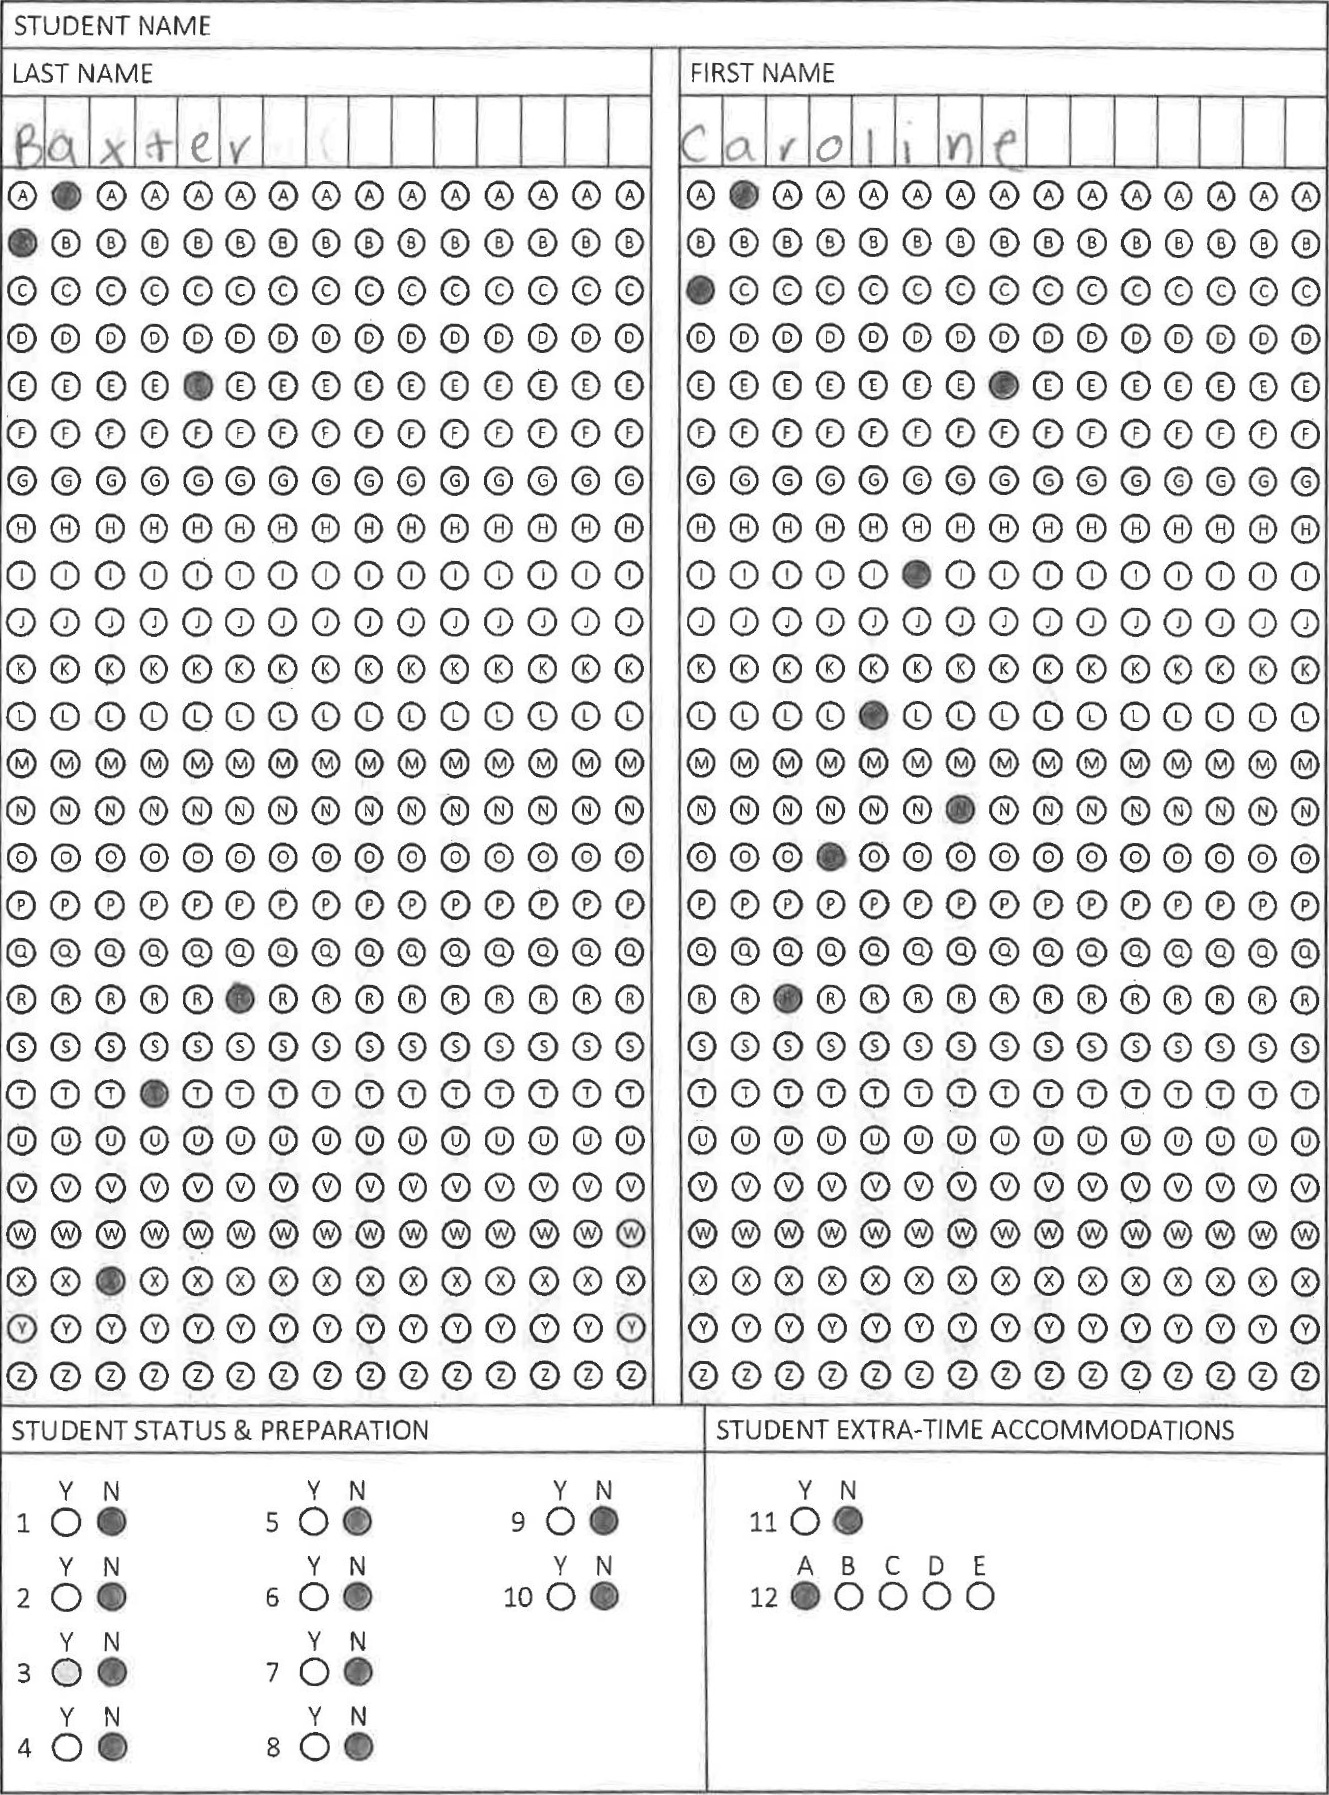 STUDENT NAME
LAST NAME
Baxter
A A A A A A A A A A A A A A
B B B B B B B B B B B B B B
C C C C C C C C C C C C C C C
D D D D D D D D D D D D D D D
E E E E E E E E E E E E E E
F F F F F F F F F F F F F F F
G G G G G G G G G G G G G G G
H H H H H H H H H H H H H H H
I I I I I I I I I I I I I I I
J J J J J J J J J J J J J J J
K K K K K K K K K K K K K K K
L L L L L L L L L L L L L L L
M M M M M M M M M M M M M M M
N N N N N N N N N N N N N N N
O O O O O O O O O O O O O O O
P P P P P P P P P P P P P P P
Q Q Q Q Q Q Q Q Q Q Q Q Q Q Q
R R R R R R R R R R R R R R R
S S S S S S S S S S S S S S S
T T T T T T T T T T T T T T
U U U U U U U U U U U U U U U
V V V V V V V V V V V V V V V
W W W W W W W W W W W W W W W
X X X X X X X X X X X X X X
Y Y Y Y Y Y Y Y Y Y Y Y Y Y Y
Z Z Z Z Z Z Z Z Z Z Z Z Z Z Z
FIRST NAME
Caroline
A A A A A A A A A A A A A A
B B B B B B B B B B B B B B B
C C C C C C C C C C C C C C
D D D D D D D D D D D D D D D
E E E E E E E E E E E E E E
F F F F F F F F F F F F F F F
G G G G G G G G G G G G G G G
H H H H H H H H H H H H H H H
I I I I I I I I I I I I I I
J J J J J J J J J J J J J J J
K K K K K K K K K K K K K K K
L L L L L L L L L L L L L L
M M M M M M M M M M M M M M M
N N N N N N N N N N N N N N N
O O O O O O O O O O O O O O
P P P P P P P P P P P P P P P
Q Q Q Q Q Q Q Q Q Q Q Q Q Q Q
R R R R R R R R R R R R R R R
S S S S S S S S S S S S S S S
T T T T T T T T T T T T T T T
U U U U U U U U U U U U U U U
V V V V V V V V V V V V V V V
W W W W W W W W W W W W W W W
X X X X X X X X X X X X X X X
Y Y Y Y Y Y Y Y Y Y Y Y Y Y Y
Z Z Z Z Z Z Z Z Z Z Z Z Z Z Z
STUDENT STATUS & PREPARATION
Y N
1
Y N
2
Y N
3
Y N
4
Y N
5
Y N
6
Y N
7
Y N
8
Y N
9
Y N
10
STUDENT EXTRA-TIME ACCOMMODATIONS
Y N
11
A B C D E
12